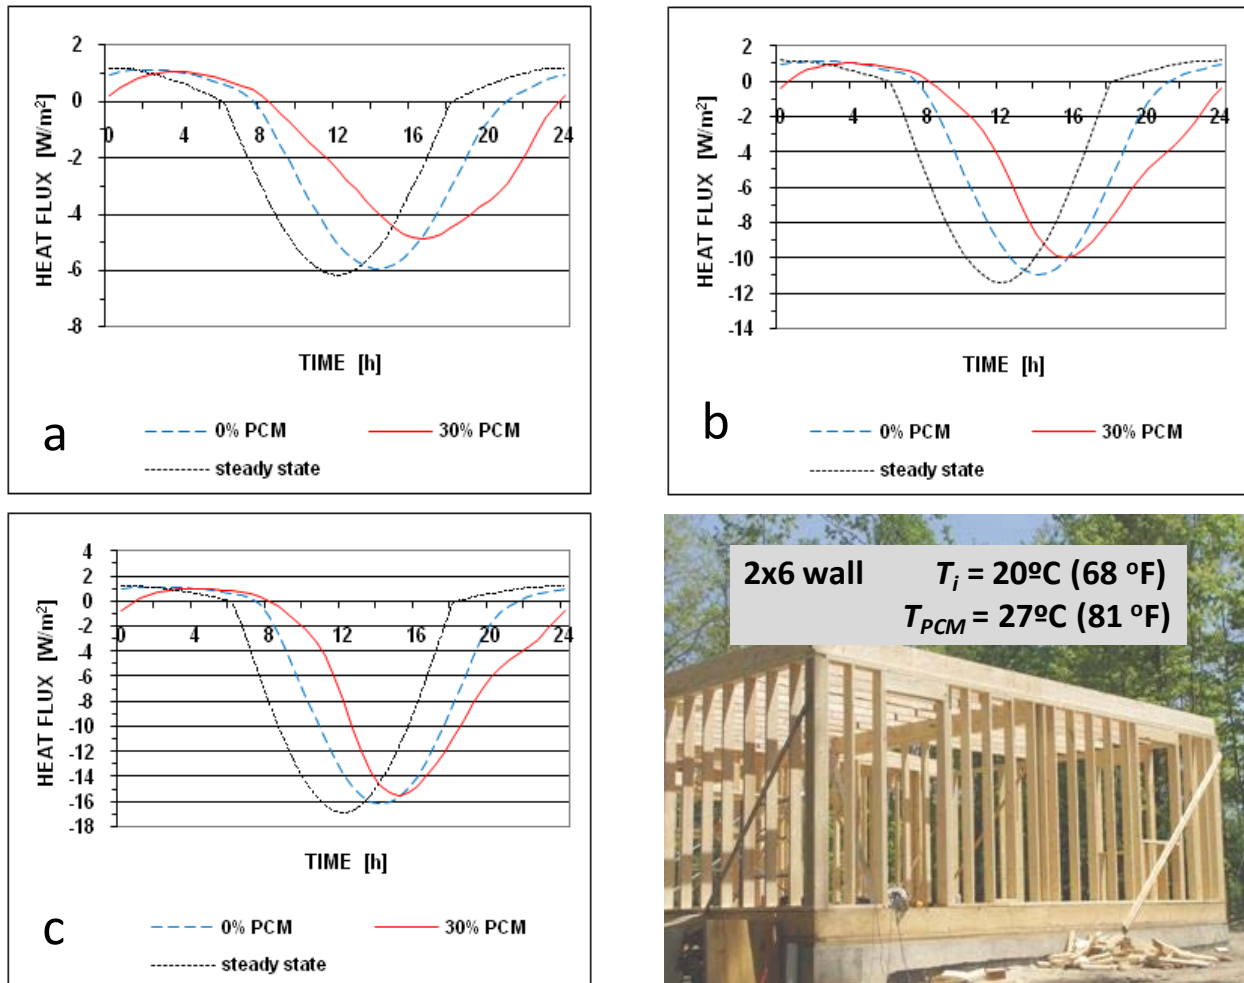 2
0
-2
-4
-6
-8
0 4 8 12 16 20 24
HEAT FLUX [W/m²]
TIME [h]
0% PCM 30% PCM
steady state
a
2
0
-2
-4
-6
-8
-10
-12
-14
0 4 8 12 16 20 24
HEAT FLUX [W/m²]
TIME [h]
0% PCM 30% PCM
steady state
b
4
2
0
-2
-4
-6
-8
-10
-12
-14
-16
-18
0 4 8 12 16 20 24
HEAT FLUX [W/m²]
TIME [h]
0% PCM 30% PCM
steady state
c
2x6 wall T_i = 20ºC (68 ºF)
T_PCM = 27ºC (81 ºF)